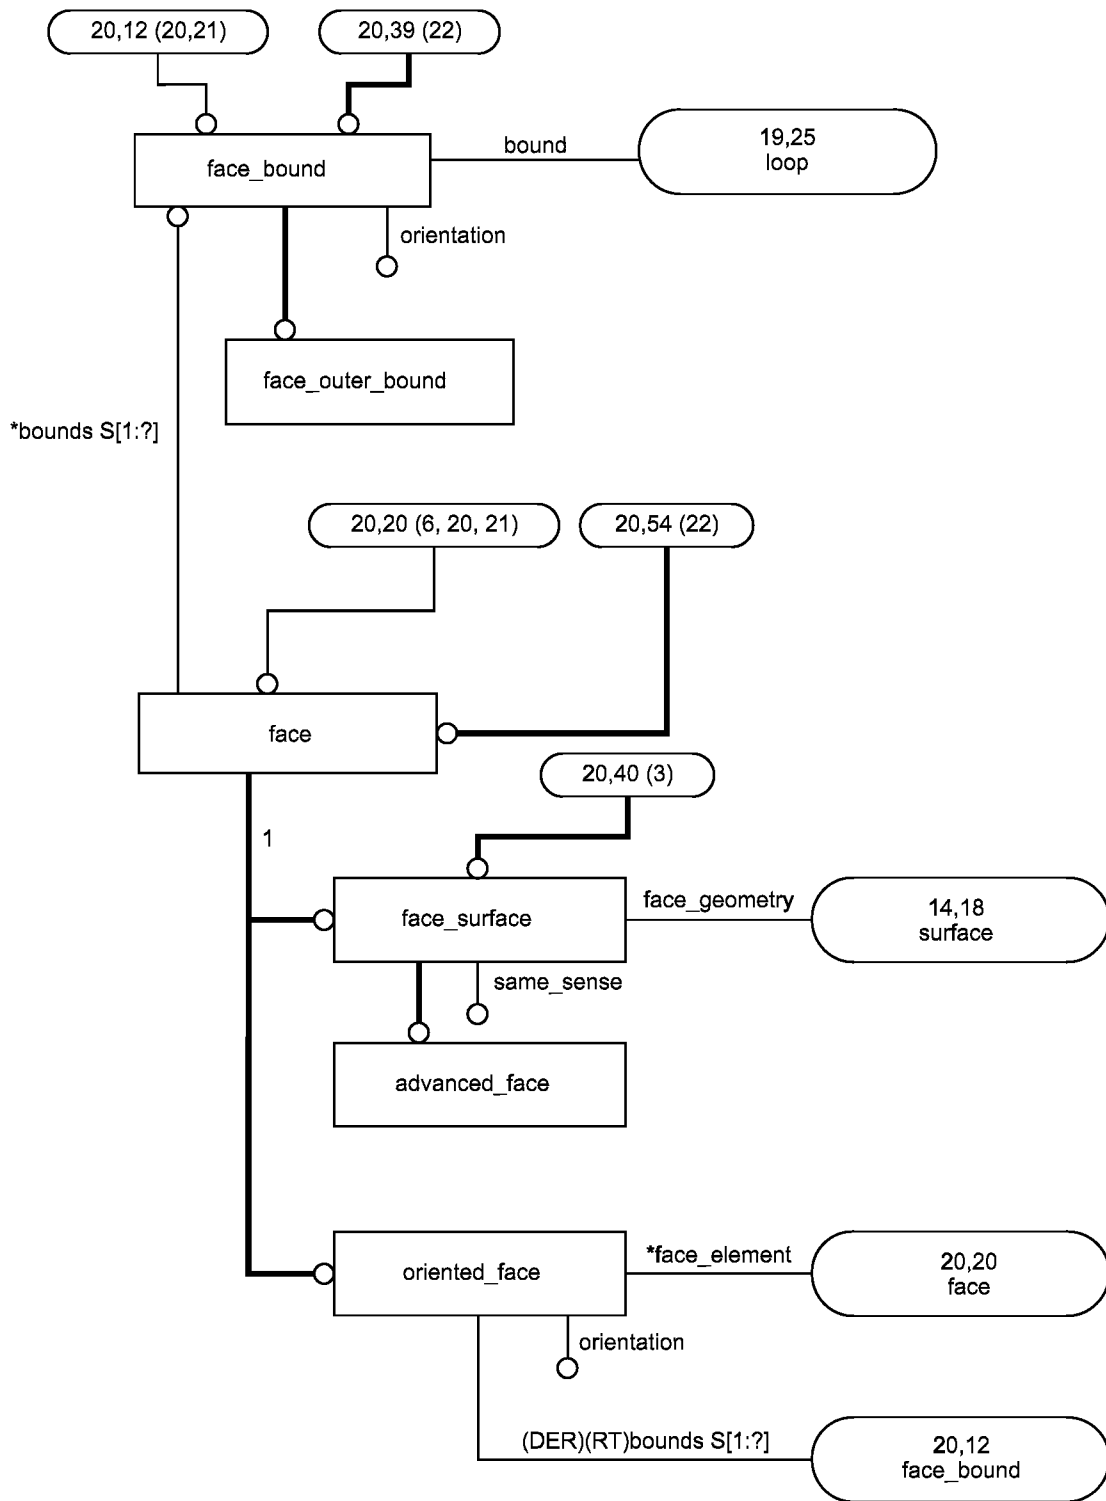 20,12 (20,21)
20,39 (22)
face_bound
bound
19,25
loop
orientation
face_outer_bound
*bounds S[1:?]
20,20 (6, 20, 21)
20,54 (22)
face
20,40 (3)
1
face_surface
face_geometry
14,18
surface
same_sense
advanced_face
oriented_face
*face_element
20,20
face
orientation
(DER)(RT)bounds S[1:?]
20,12
face_bound